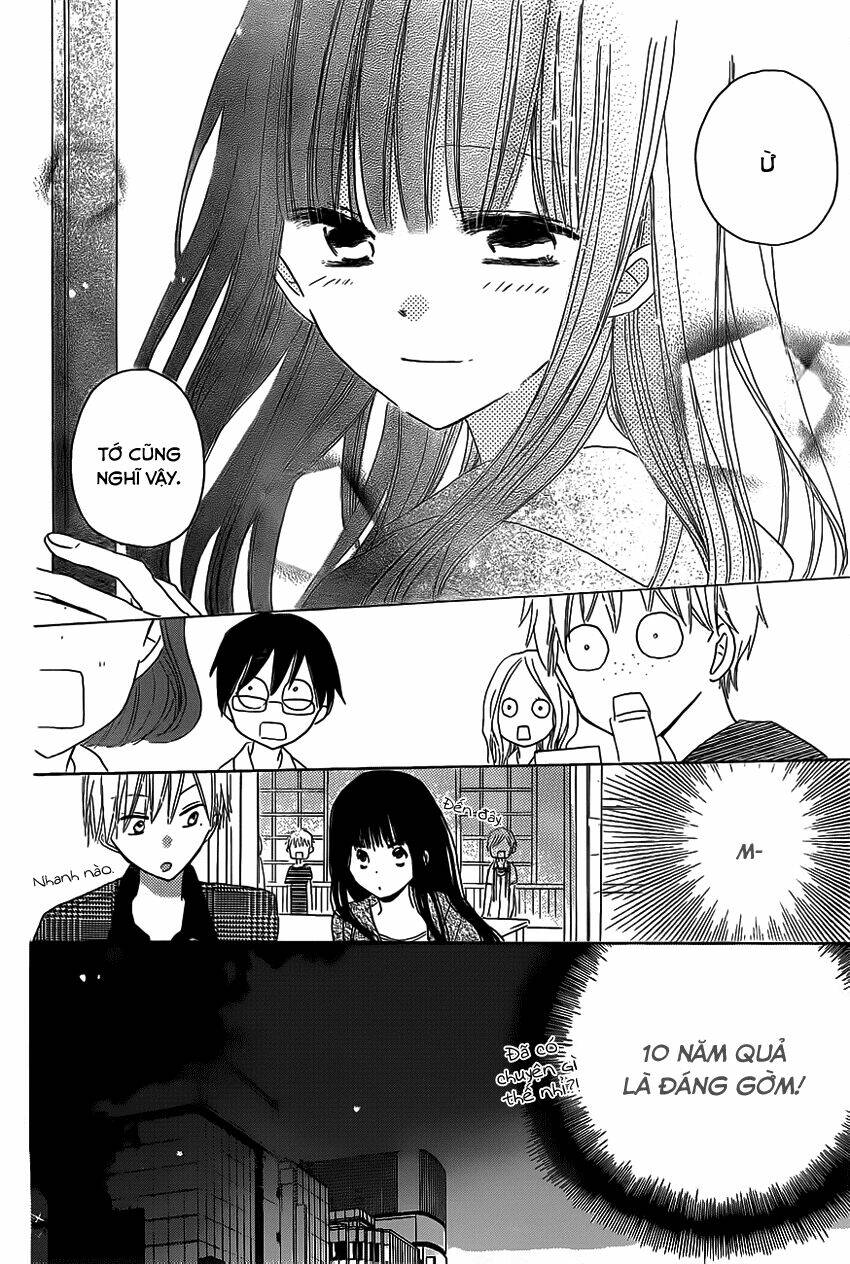 Ừ
TỚ CŨNG
NGHĨ VẬY.
Đến đây
Nhanh nào.
M-
10 NĂM QUẢ
LÀ ĐÁNG GỜM!
Đã có
chuyện gì
thế nhỉ?!